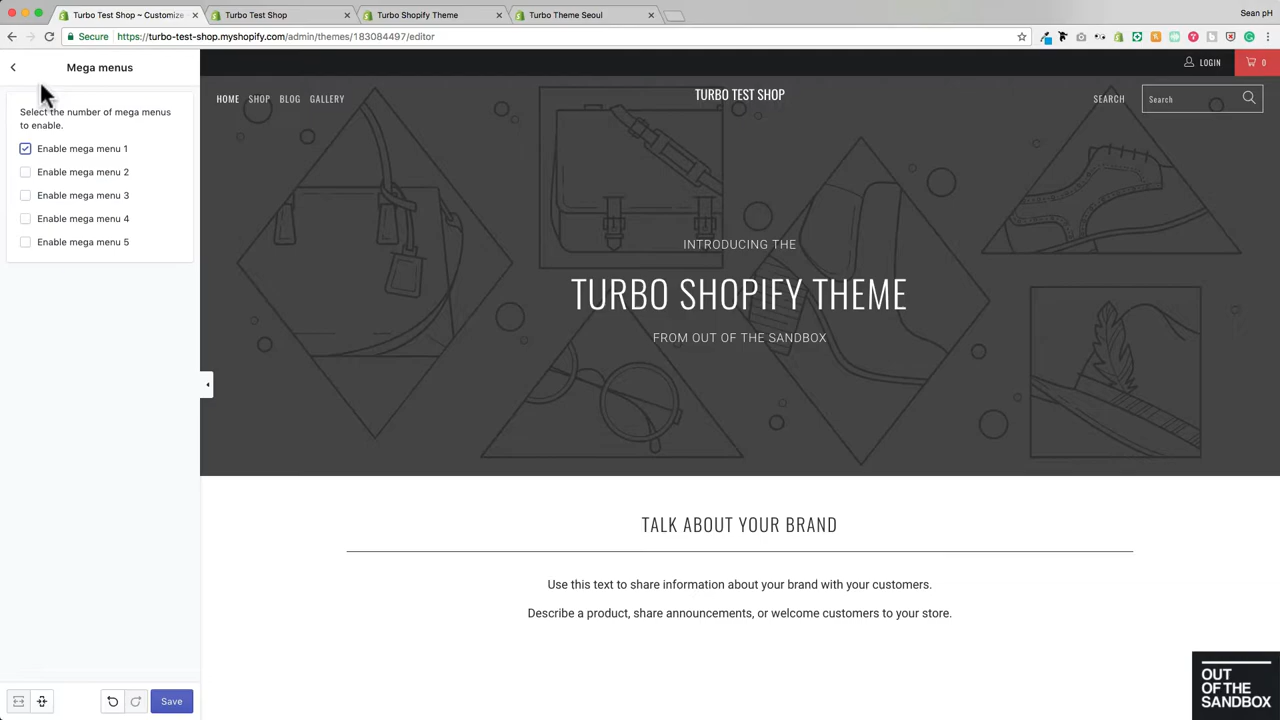 Turbo Test Shop ~ Customize
Turbo Test Shop
Turbo Shopify Theme
Turbo Theme Seoul
Sean pH
Secure
https://turbo-test-shop.myshopify.com/admin/themes/183084497/editor
Mega menus
Select the number of mega menus
to enable.
Enable mega menu 1
Enable mega menu 2
Enable mega menu 3
Enable mega menu 4
Enable mega menu 5
Save
LOGIN
0
HOME SHOP BLOG GALLERY
TURBO TEST SHOP
SEARCH
Search
INTRODUCING THE
TURBO SHOPIFY THEME
FROM OUT OF THE SANDBOX
TALK ABOUT YOUR BRAND
Use this text to share information about your brand with your customers.
Describe a product, share announcements, or welcome customers to your store.
OUT
OF THE
SANDBOX